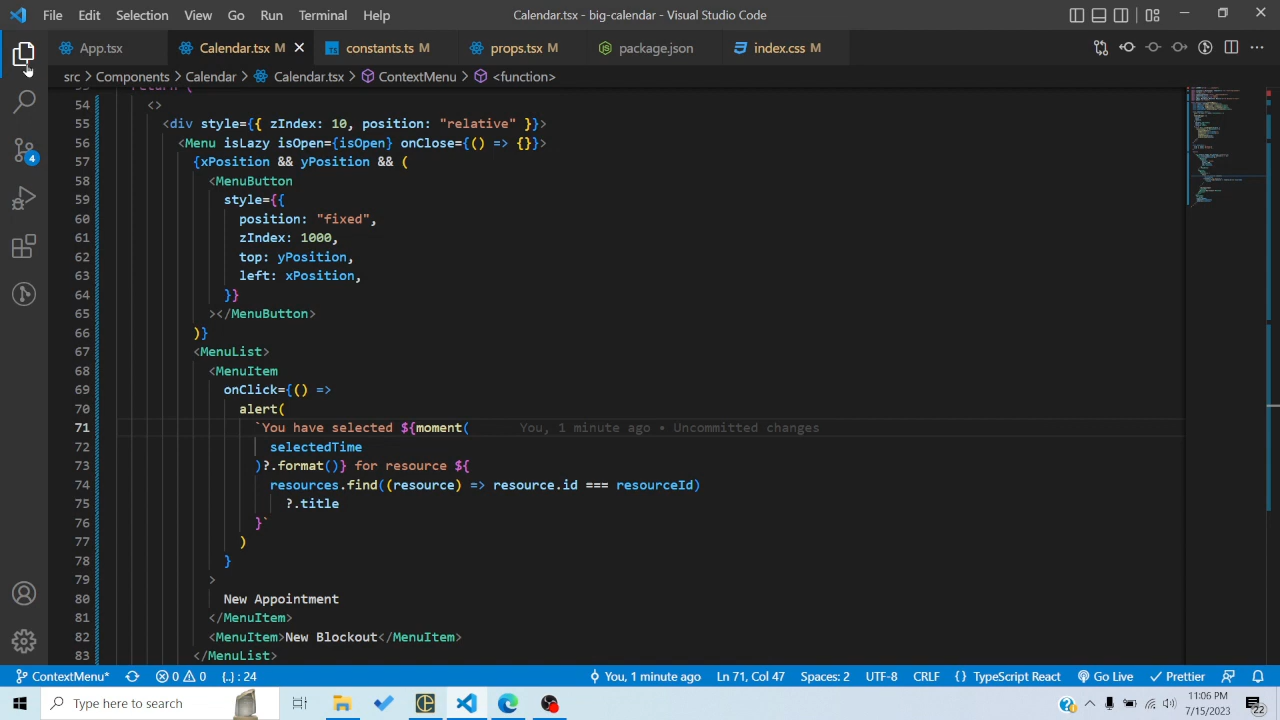 File Edit Selection View Go Run Terminal Help Calendar.tsx - big-calendar - Visual Studio Code
App.tsx Calendar.tsx M constants.ts M props.tsx M package.json index.css M
src > Components > Calendar > Calendar.tsx > ContextMenu > <function>
54 <>
55 <div style={{ zIndex: 10, position: "relative" }}>
56 <Menu isLazy isOpen={isOpen} onClose={() => {}}>
57 {xPosition && yPosition && (
58 <MenuButton
59 style={{
60 position: "fixed",
61 zIndex: 1000,
62 top: yPosition,
63 left: xPosition,
64 }}
65 ></MenuButton>
66 )}
67 <MenuList>
68 <MenuItem
69 onClick={() =>
70 alert(
71 `You have selected ${moment( You, 1 minute ago • Uncommitted changes
72 selectedTime
73 )?.format()} for resource ${
74 resources.find((resource) => resource.id === resourceId)
75 ?.title
76 }`
77 )
78 }
79 >
80 New Appointment
81 </MenuItem>
82 <MenuItem>New Blockout</MenuItem>
83 </MenuList>
4
ContextMenu* 0 0 {..} : 24 You, 1 minute ago Ln 71, Col 47 Spaces: 2 UTF-8 CRLF {} TypeScript React Go Live Prettier
Type here to search
11:06 PM
7/15/2023
22